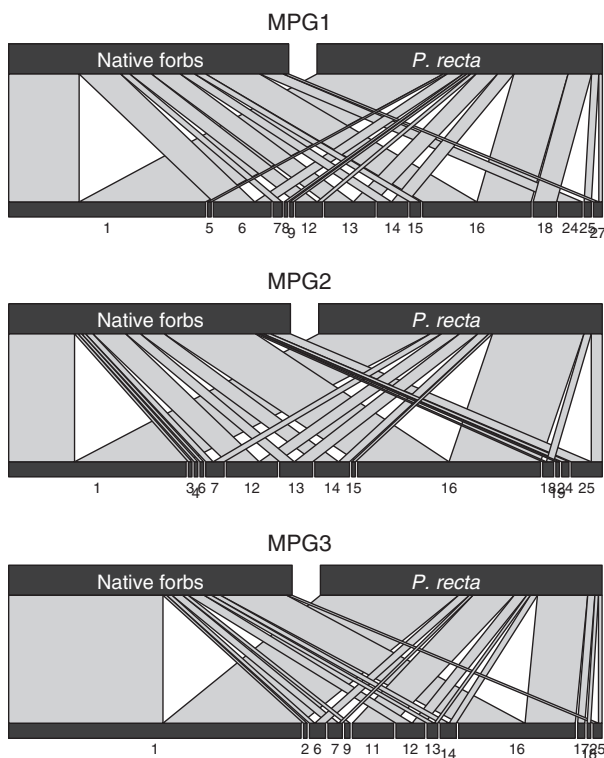 MPG1
Native forbs P. recta
1 5 6 7 8 9 12 13 14 15 16 18 24 25 27
MPG2
Native forbs P. recta
1 3 4 6 7 12 13 14 15 16 18 19 24 25
MPG3
Native forbs P. recta
1 2 6 7 9 11 12 13 14 16 17 25